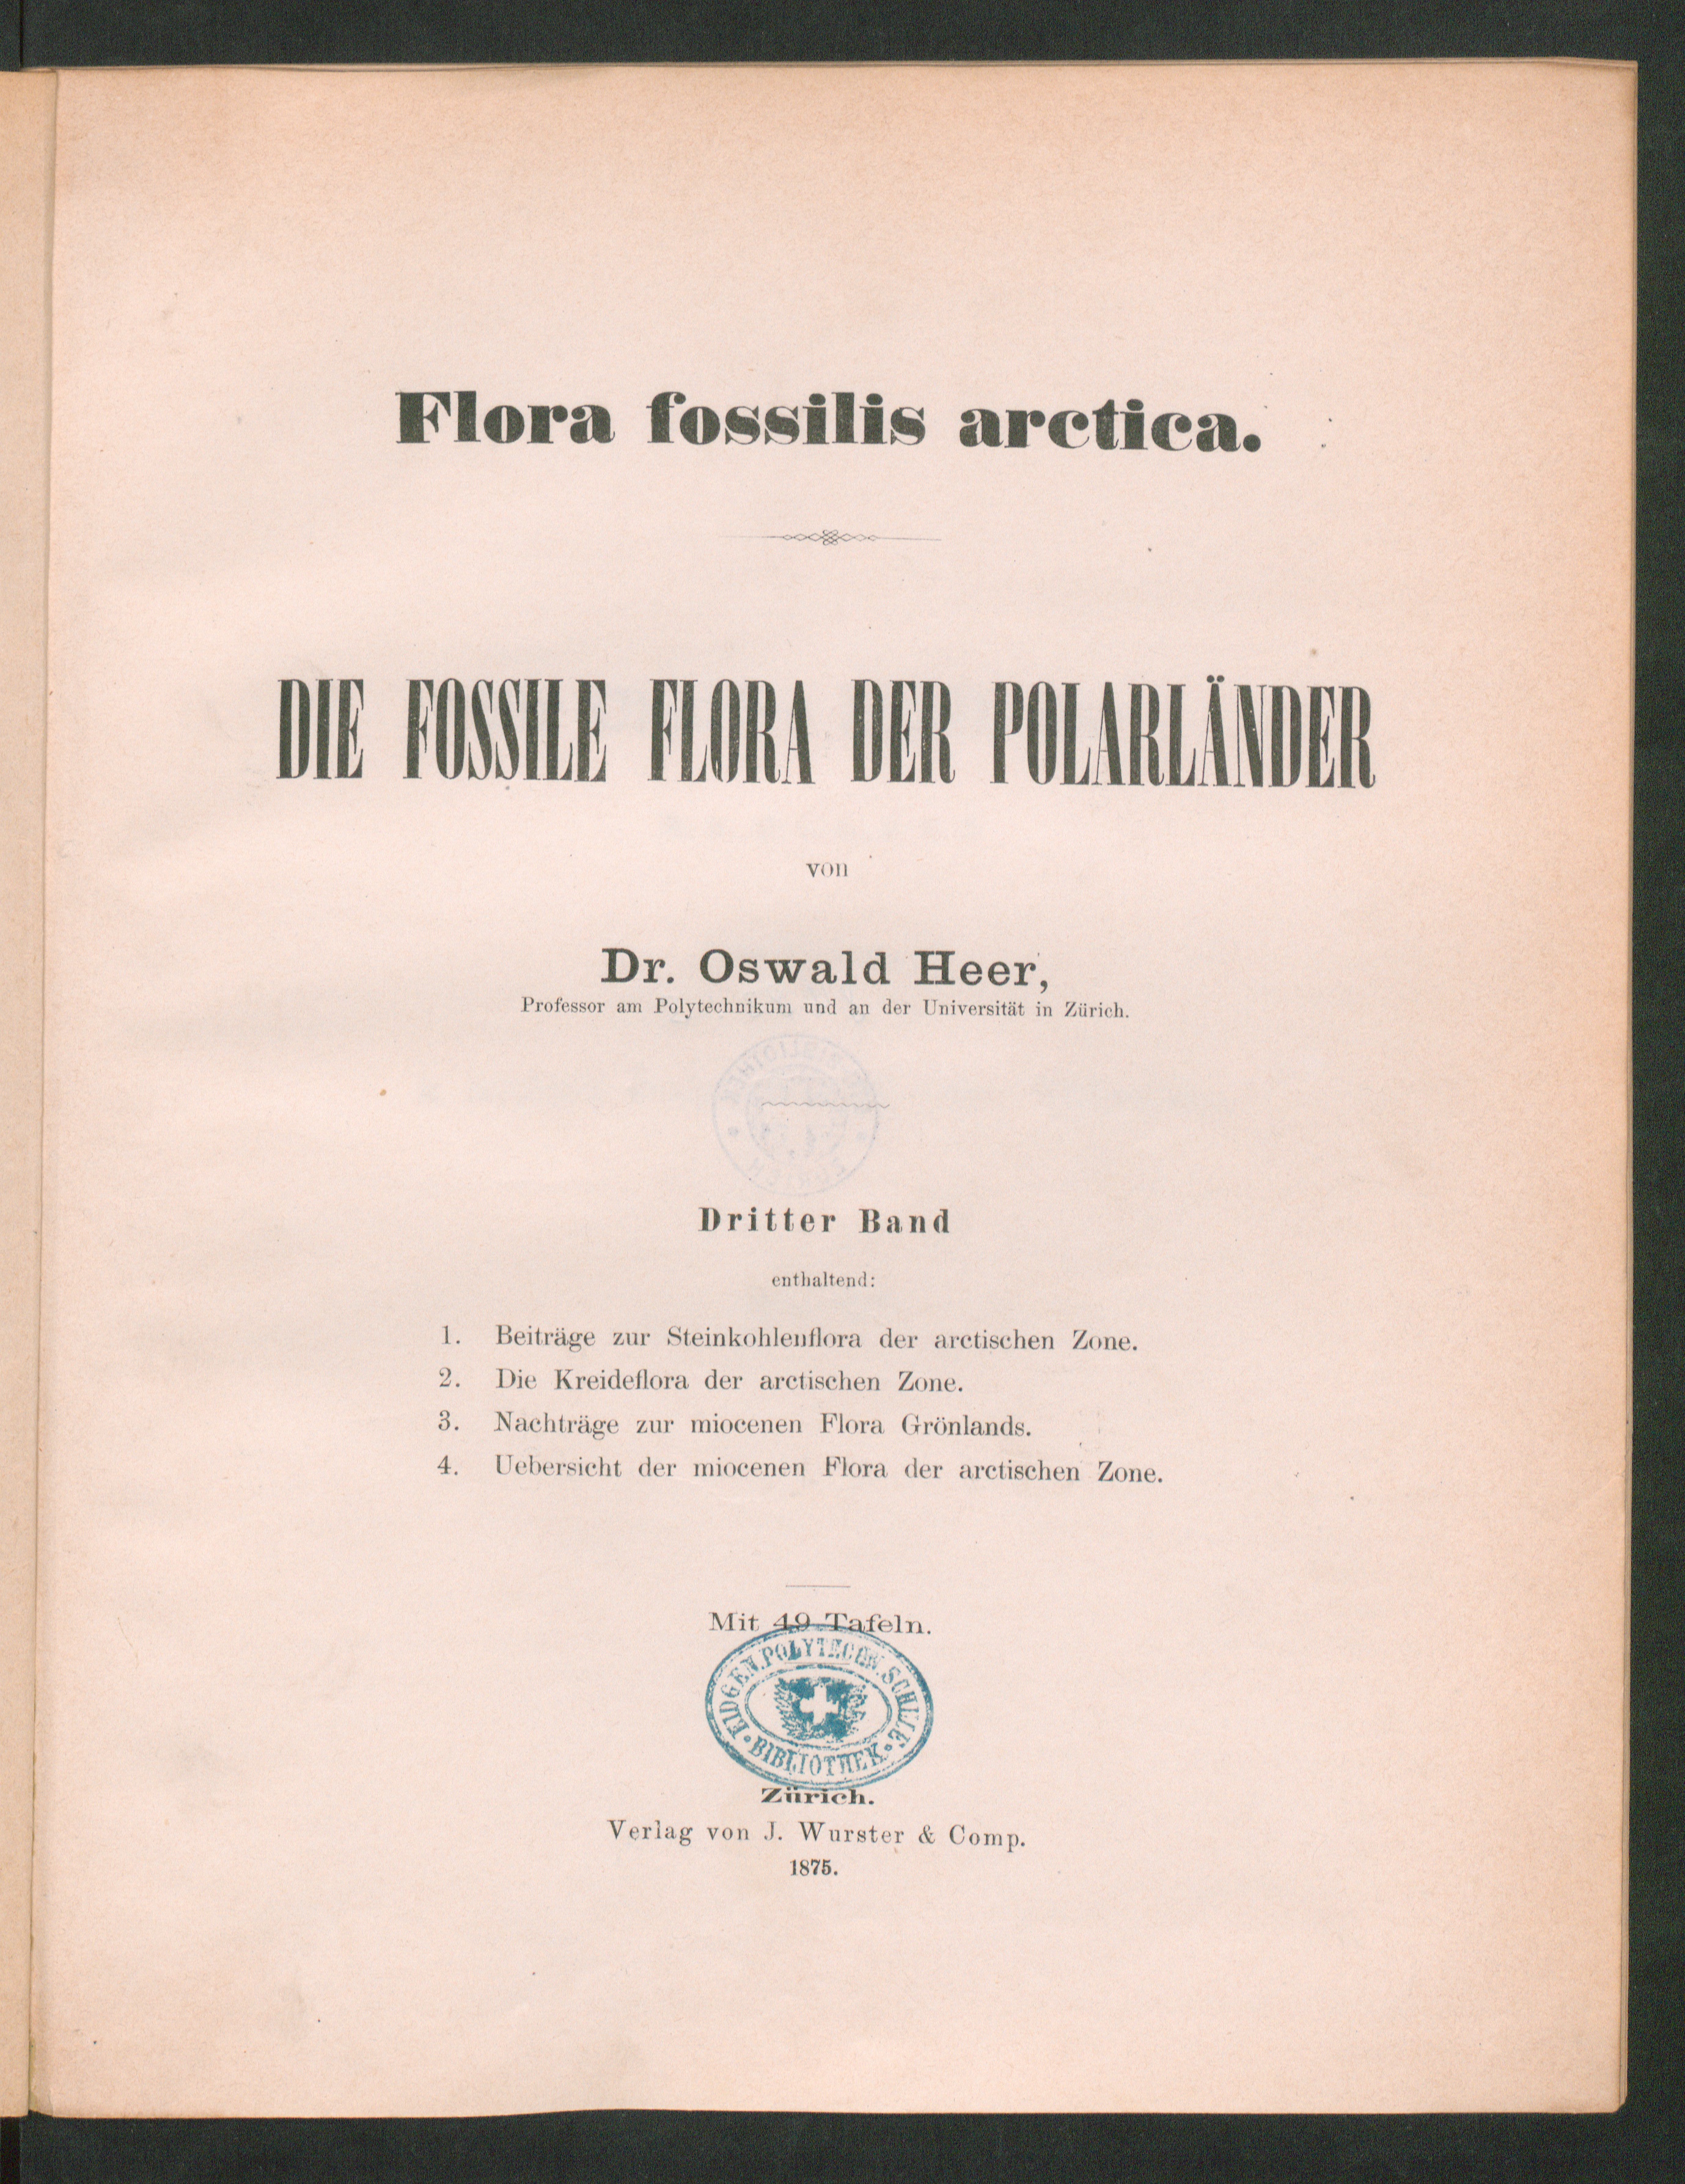 Flora fossilis arctica.
DIE FOSSILE FLORA DER POLARLÄNDER
von
Dr. Oswald Heer,
Professor am Polytechnikum und an der Universität in Zürich.
Dritter Band
enthaltend:
1. Beiträge zur Steinkohlenflora der arctischen Zone.
2. Die Kreideflora der arctischen Zone.
3. Nachträge zur miocenen Flora Grönlands.
4. Uebersicht der miocenen Flora der arctischen Zone.
Mit 49 Tafeln.
EIDGEN. POLYTECHN. SCHULE
BIBLIOTHEK
Zürich.
Verlag von J. Wurster & Comp.
1875.